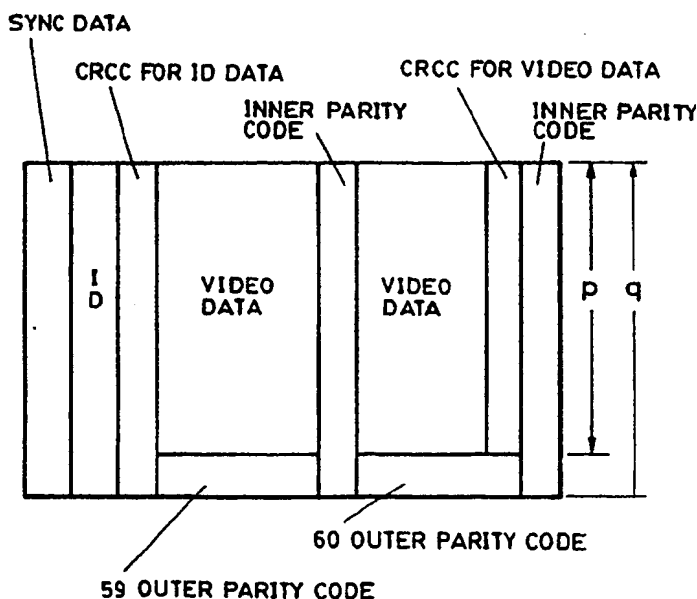 SYNC DATA
CRCC FOR ID DATA
CRCC FOR VIDEO DATA
INNER PARITY
CODE
INNER PARITY
CODE
I
D
VIDEO
DATA
VIDEO
DATA
p
q
60 OUTER PARITY CODE
59 OUTER PARITY CODE